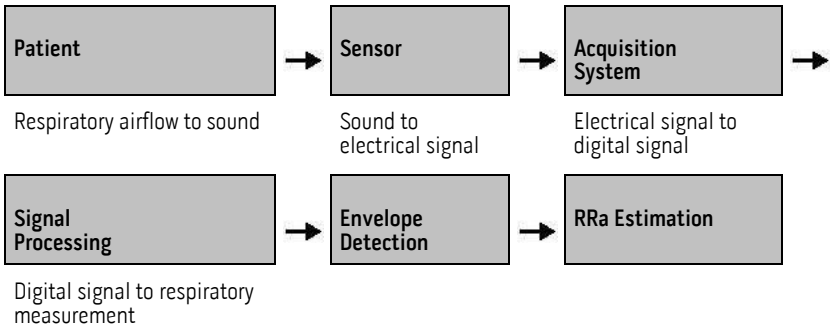 Patient
Sensor
Acquisition
System
Respiratory airflow to sound
Sound to
electrical signal
Electrical signal to
digital signal
Signal
Processing
Envelope
Detection
RRa Estimation
Digital signal to respiratory
measurement